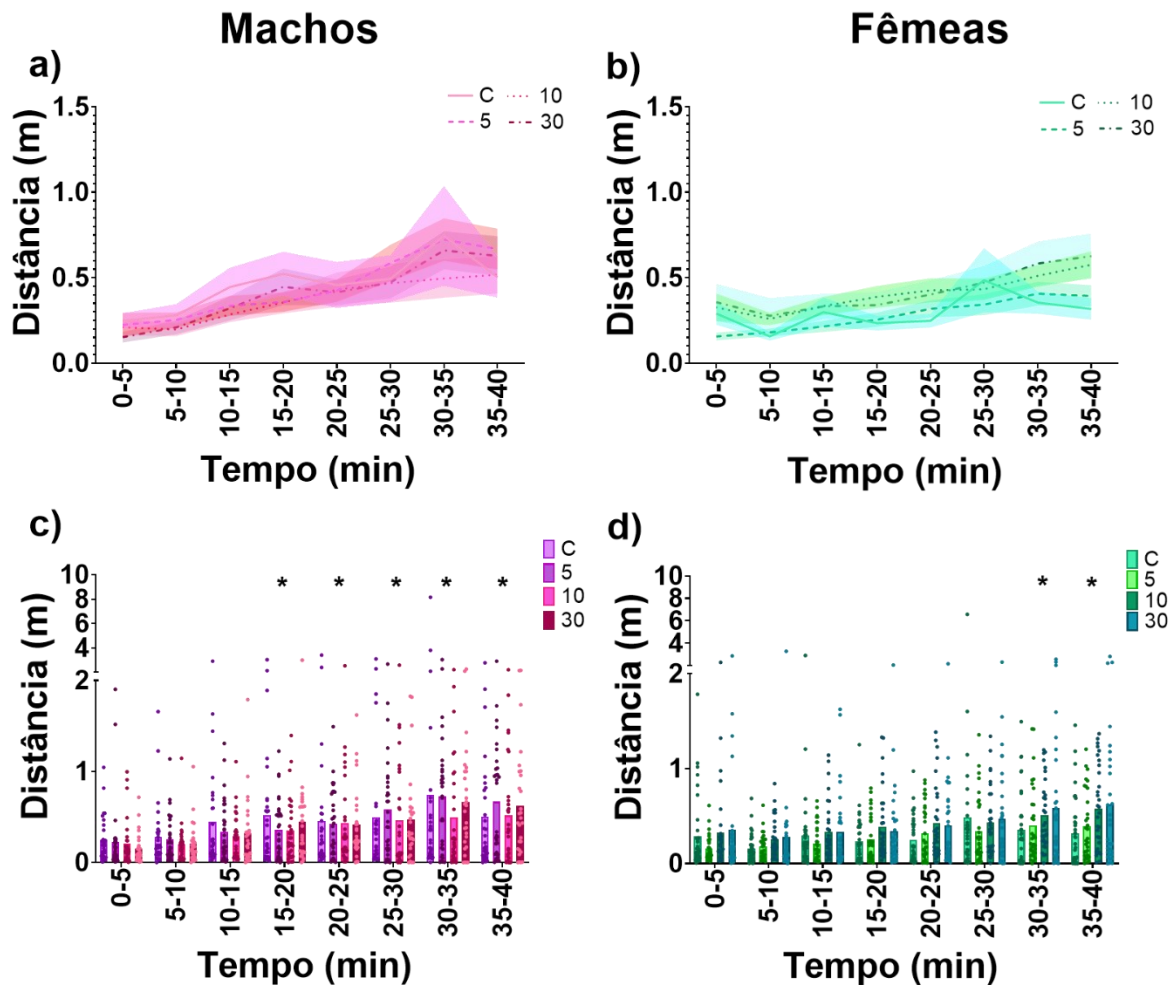 Machos
Fêmeas
a)
C 10
5 30
Distância (m)
1.5
1.0
0.5
0.0
0-5 5-10 10-15 15-20 20-25 25-30 30-35 35-40
Tempo (min)
b)
C 10
5 30
Distância (m)
1.5
1.0
0.5
0.0
0-5 5-10 10-15 15-20 20-25 25-30 30-35 35-40
Tempo (min)
c)
C
5
10
30
* * * * *
Distância (m)
10
8
6
4
2
1
0
0-5 5-10 10-15 15-20 20-25 25-30 30-35 35-40
Tempo (min)
d)
C
5
10
30
* *
Distância (m)
10
8
6
4
2
1
0
0-5 5-10 10-15 15-20 20-25 25-30 30-35 35-40
Tempo (min)